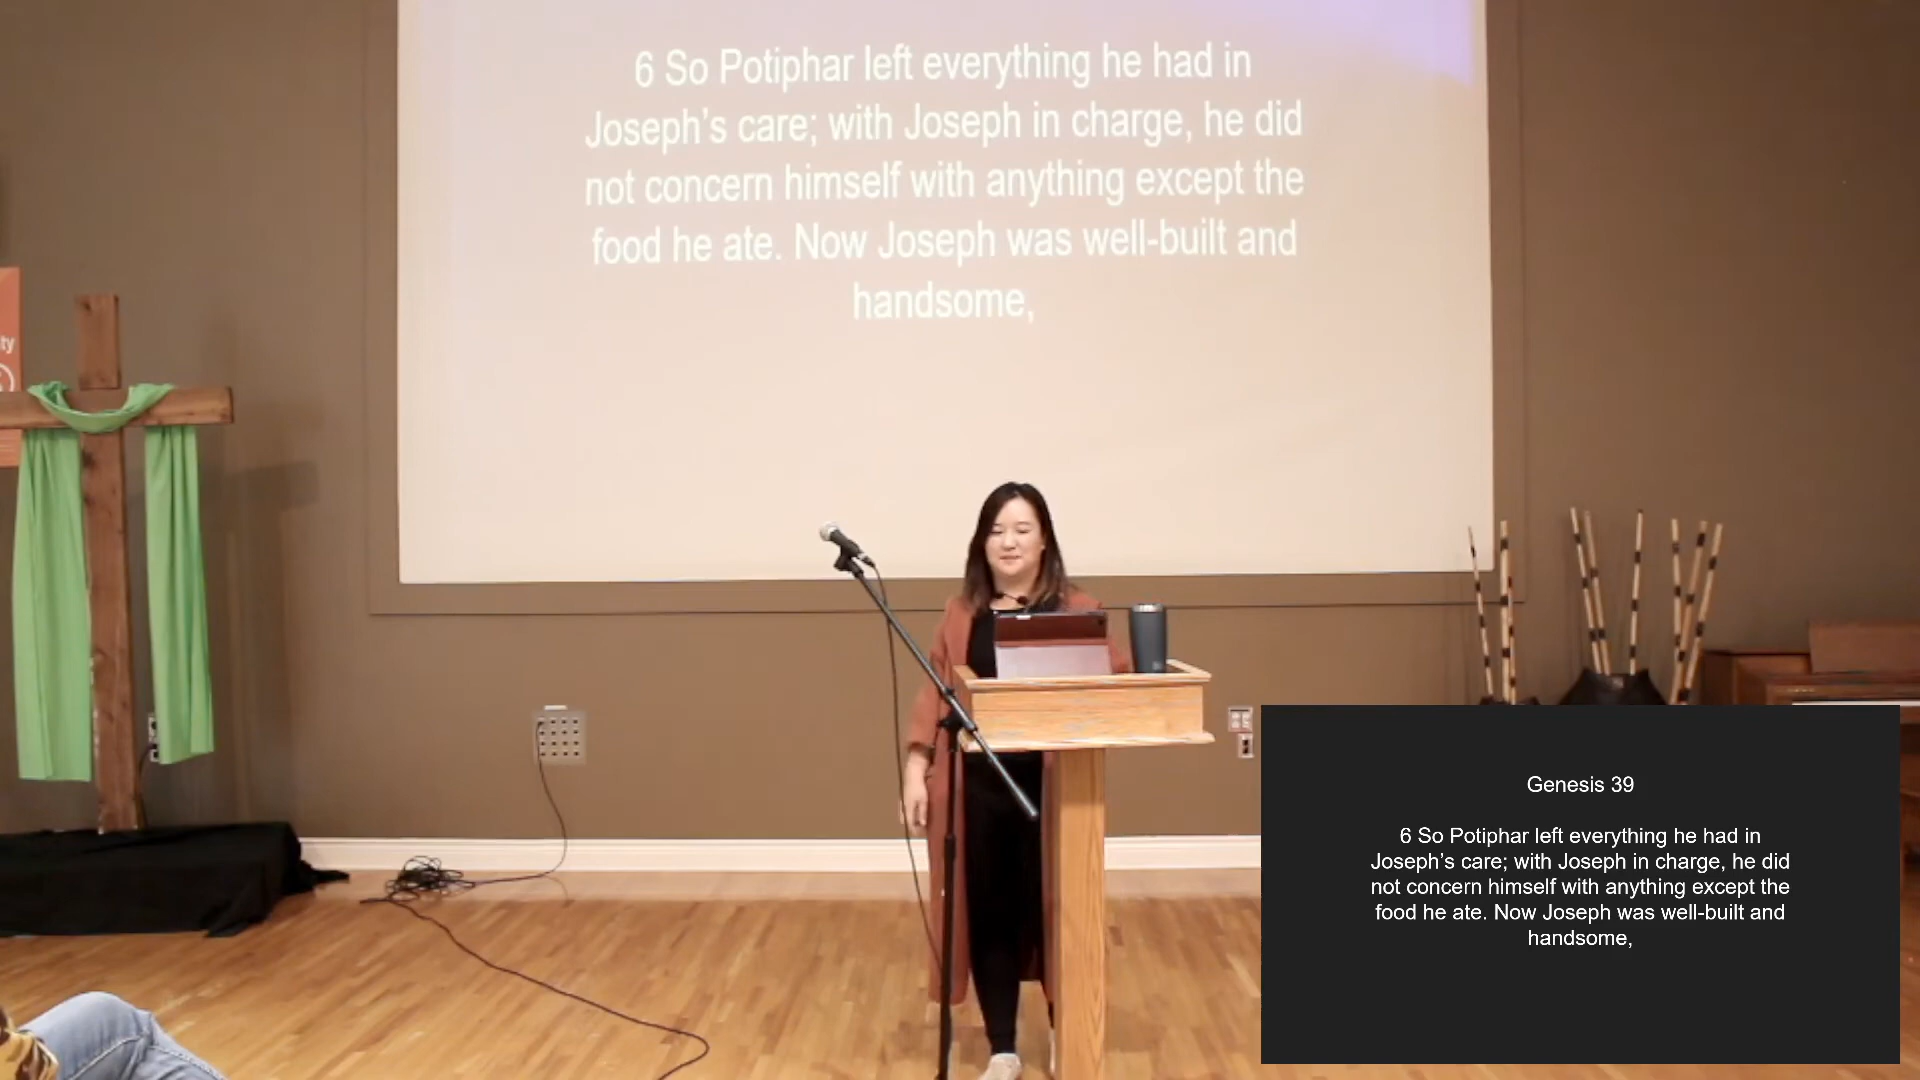 6 So Potiphar left everything he had in
Joseph's care; with Joseph in charge, he did
not concern himself with anything except the
food he ate. Now Joseph was well-built and
handsome,
ty
Genesis 39
6 So Potiphar left everything he had in
Joseph's care; with Joseph in charge, he did
not concern himself with anything except the
food he ate. Now Joseph was well-built and
handsome,